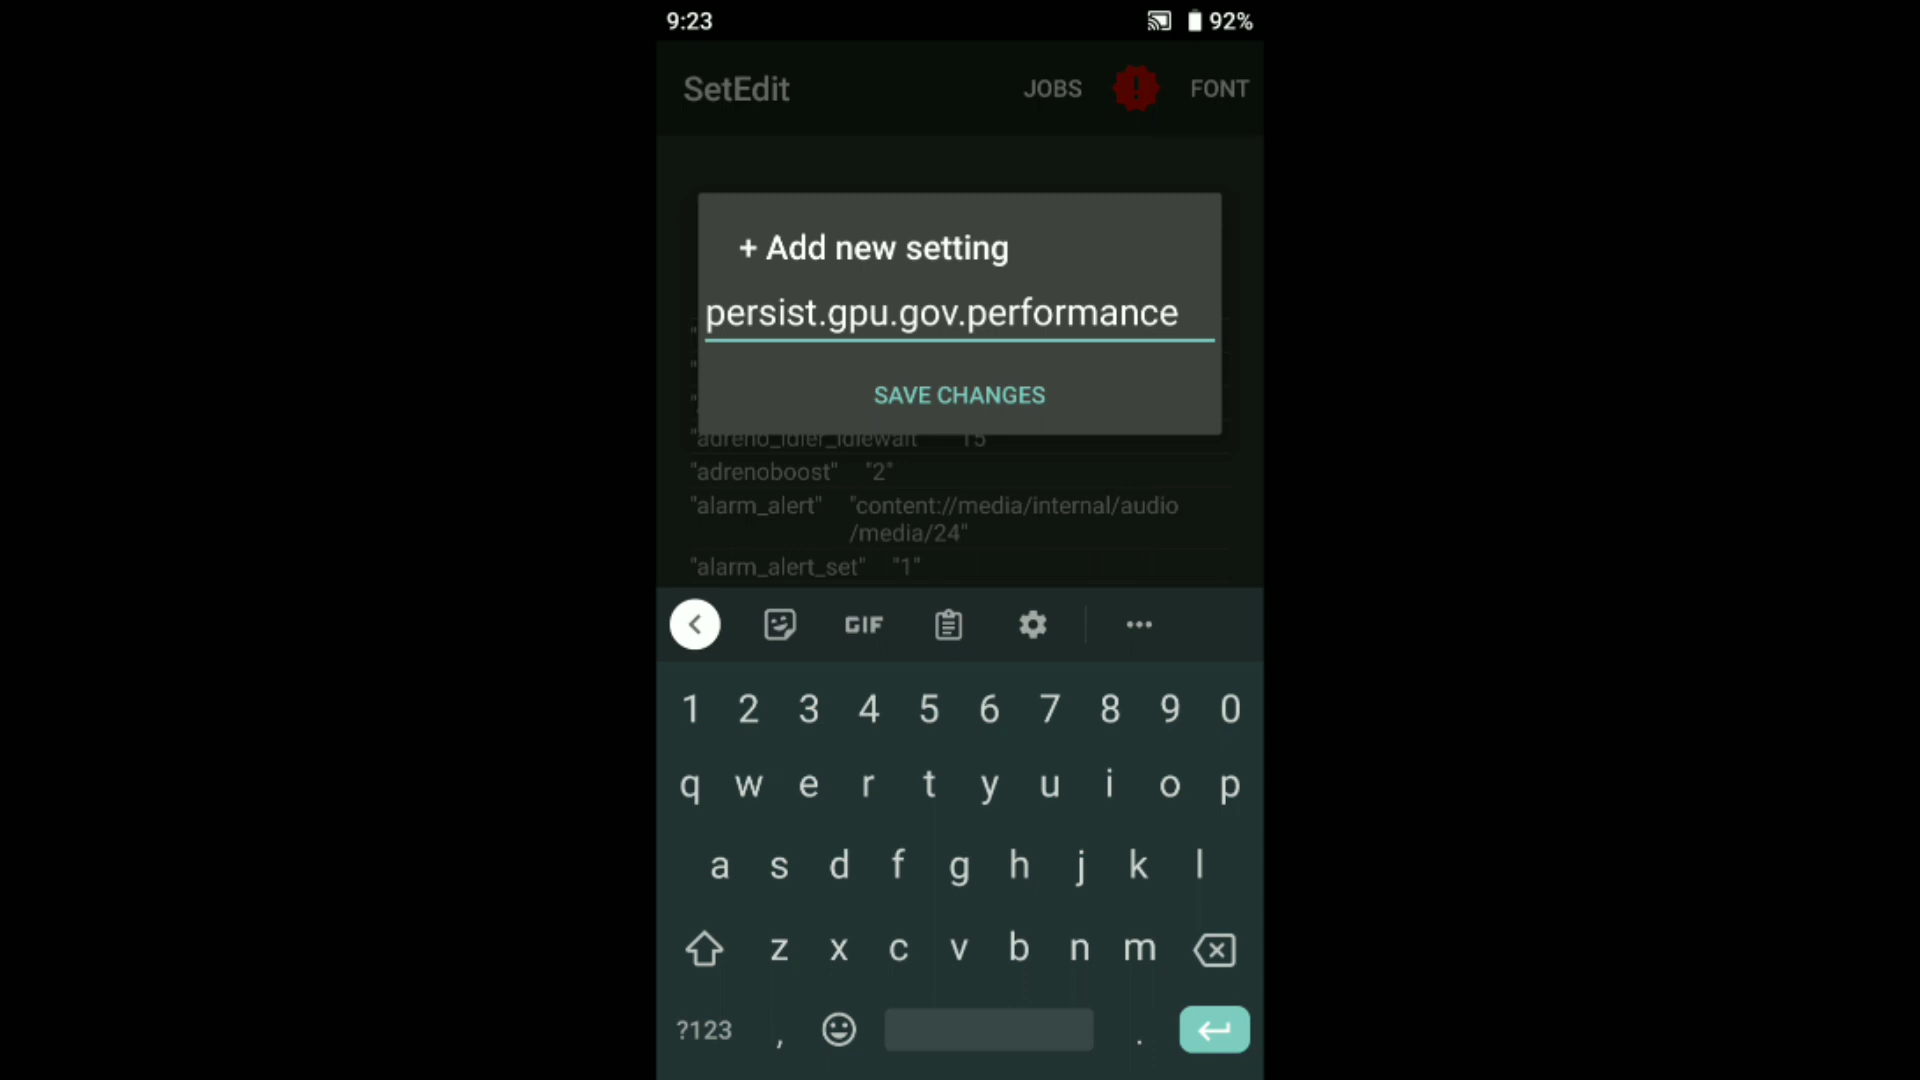 9:23 92%
SetEdit JOBS FONT
+ Add new setting
persist.gpu.gov.performance
SAVE CHANGES
"adreno_idler_idlewait" "15"
"adrenoboost" "2"
"alarm_alert" "content://media/internal/audio
/media/24"
"alarm_alert_set" "1"
GIF
1 2 3 4 5 6 7 8 9 0
q w e r t y u i o p
a s d f g h j k l
z x c v b n m
?123 , .